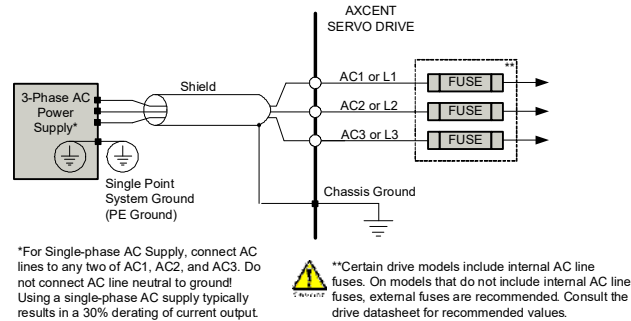 AXCENT
SERVO DRIVE
**
Shield
AC1 or L1
FUSE
3-Phase AC
Power
Supply*
AC2 or L2
FUSE
AC3 or L3
FUSE
Single Point
System Ground
(PE Ground)
Chassis Ground
*For Single-phase AC Supply, connect AC
lines to any two of AC1, AC2, and AC3. Do
not connect AC line neutral to ground!
Using a single-phase AC supply typically
results in a 30% derating of current output.
**Certain drive models include internal AC line
fuses. On models that do not include internal AC line
fuses, external fuses are recommended. Consult the
drive datasheet for recommended values.